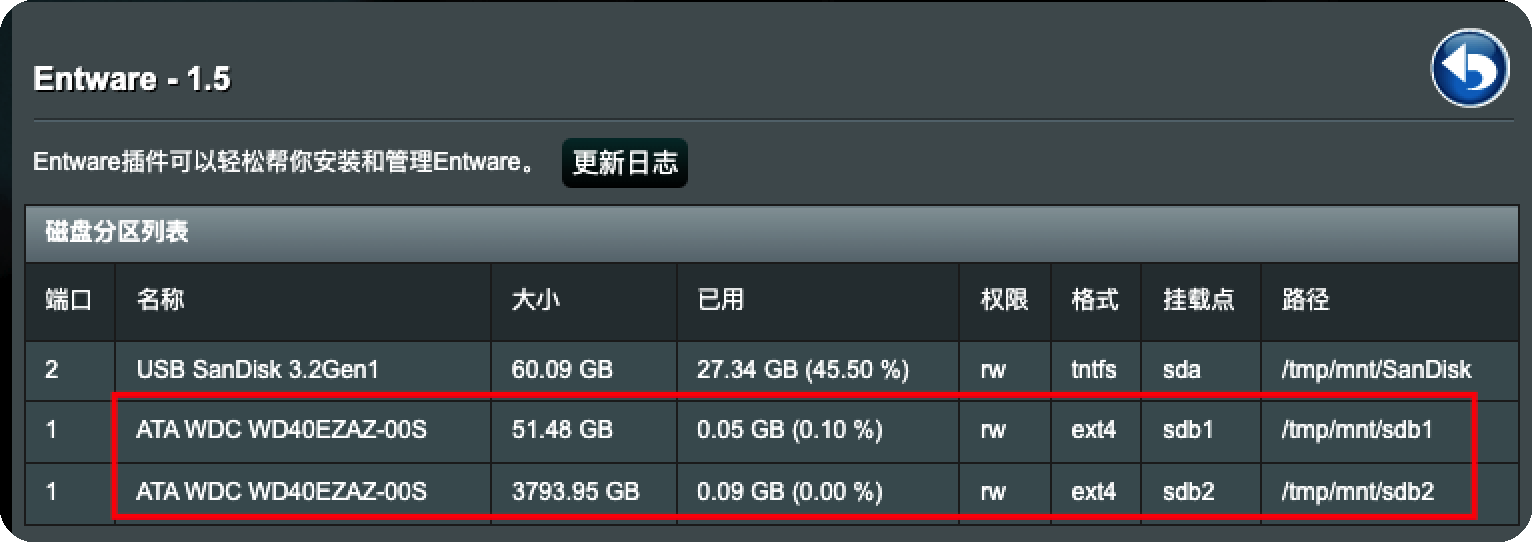 Entware - 1.5
Entware插件可以轻松帮你安装和管理Entware。 更新日志
磁盘分区列表
端口 名称 大小 已用 权限 格式 挂载点 路径
2 USB SanDisk 3.2Gen1 60.09 GB 27.34 GB (45.50 %) rw tntfs sda /tmp/mnt/SanDisk
1 ATA WDC WD40EZAZ-00S 51.48 GB 0.05 GB (0.10 %) rw ext4 sdb1 /tmp/mnt/sdb1
1 ATA WDC WD40EZAZ-00S 3793.95 GB 0.09 GB (0.00 %) rw ext4 sdb2 /tmp/mnt/sdb2